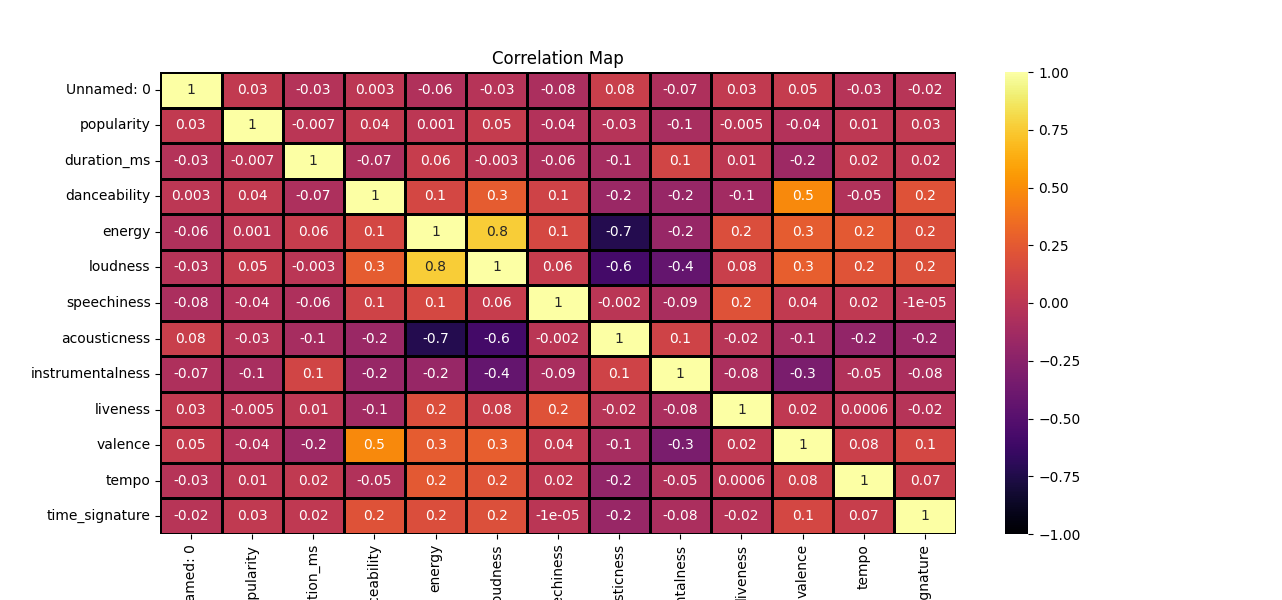 Correlation Map
Unnamed: 0 1 0.03 -0.03 0.003 -0.06 -0.03 -0.08 0.08 -0.07 0.03 0.05 -0.03 -0.02
popularity 0.03 1 -0.007 0.04 0.001 0.05 -0.04 -0.03 -0.1 -0.005 -0.04 0.01 0.03
duration_ms -0.03 -0.007 1 -0.07 0.06 -0.003 -0.06 -0.1 0.1 0.01 -0.2 0.02 0.02
danceability 0.003 0.04 -0.07 1 0.1 0.3 0.1 -0.2 -0.2 -0.1 0.5 -0.05 0.2
energy -0.06 0.001 0.06 0.1 1 0.8 0.1 -0.7 -0.2 0.2 0.3 0.2 0.2
loudness -0.03 0.05 -0.003 0.3 0.8 1 0.06 -0.6 -0.4 0.08 0.3 0.2 0.2
speechiness -0.08 -0.04 -0.06 0.1 0.1 0.06 1 -0.002 -0.09 0.2 0.04 0.02 -1e-05
acousticness 0.08 -0.03 -0.1 -0.2 -0.7 -0.6 -0.002 1 0.1 -0.02 -0.1 -0.2 -0.2
instrumentalness -0.07 -0.1 0.1 -0.2 -0.2 -0.4 -0.09 0.1 1 -0.08 -0.3 -0.05 -0.08
liveness 0.03 -0.005 0.01 -0.1 0.2 0.08 0.2 -0.02 -0.08 1 0.02 0.0006 -0.02
valence 0.05 -0.04 -0.2 0.5 0.3 0.3 0.04 -0.1 -0.3 0.02 1 0.08 0.1
tempo -0.03 0.01 0.02 -0.05 0.2 0.2 0.02 -0.2 -0.05 0.0006 0.08 1 0.07
time_signature -0.02 0.03 0.02 0.2 0.2 0.2 -1e-05 -0.2 -0.08 -0.02 0.1 0.07 1
amed: 0
pularity
tion_ms
ceability
energy
oudness
echiness
sticness
ntalness
liveness
valence
tempo
gnature
1.00
0.75
0.50
0.25
0.00
−0.25
−0.50
−0.75
−1.00